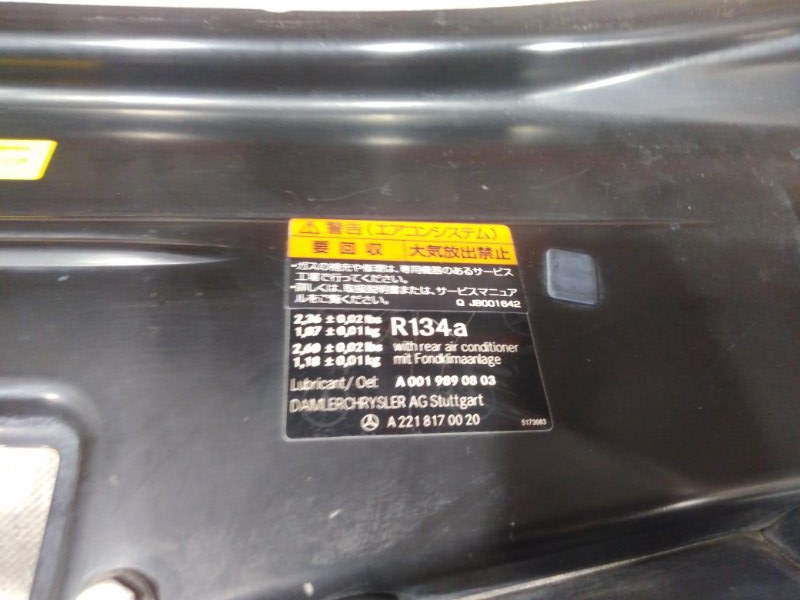 ⚠ 警告(エアコンシステム)
要回収 大気放出禁止
・ガスの補充や修理は、専用機器のあるサービス
工場で行ってください。
・詳しくは、取扱説明書または、サービスマニュア
ルをご覧ください。
Q JB001642
2,36 ± 0,02 lbs
1,07 ± 0,01 kg R134a
2,60 ± 0,02 lbs with rear air conditioner
1,18 ± 0,01 kg mit Fondklimaanlage
Lubricant/Oel: A 001 989 08 03
DAIMLERCHRYSLER AG Stuttgart
A 221 817 00 20 5173063